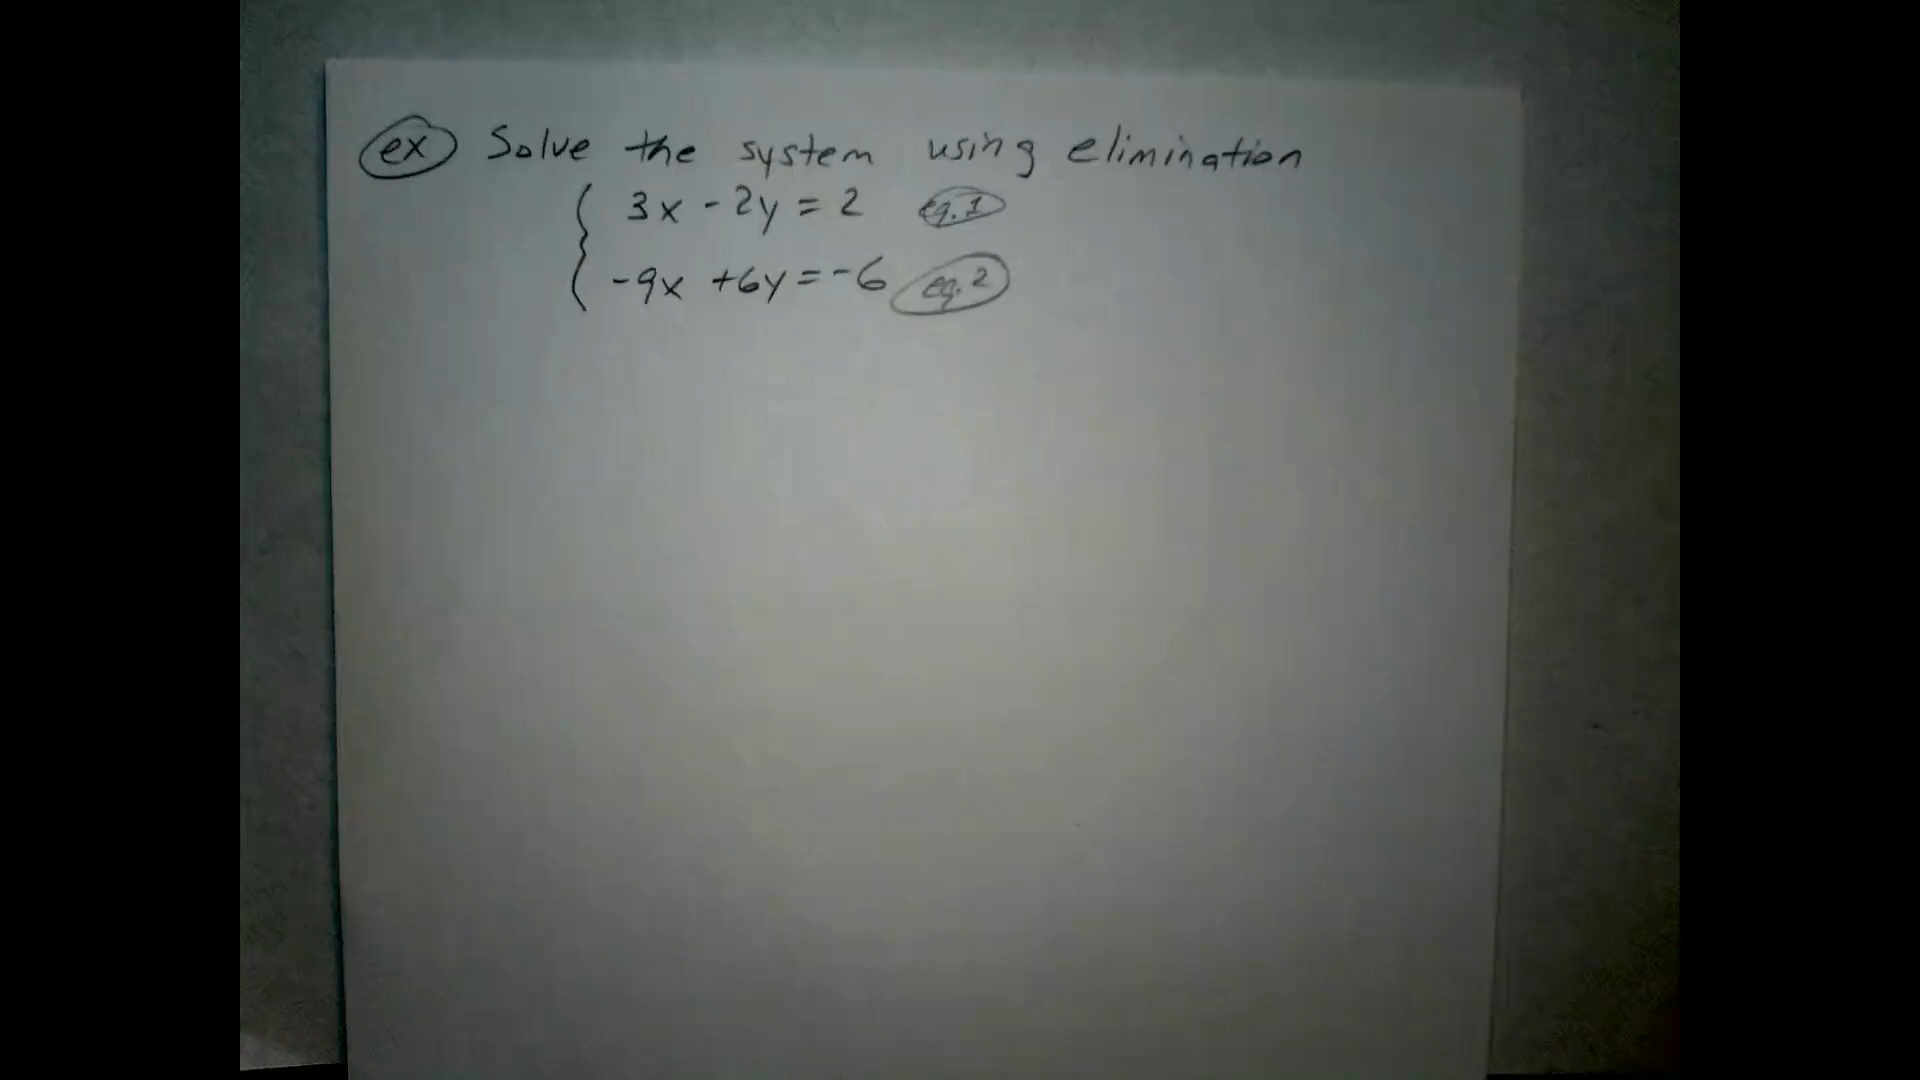 ex Solve the system using elimination
3x - 2y = 2 eq. 1
-9x + 6y = -6 eq. 2